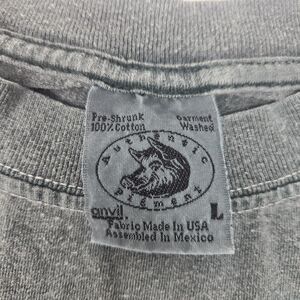 Pre-Shrunk Garment
100% Cotton Washed
Authentic
Pigment
anvil. L
Fabric Made In USA
Assembled In Mexico